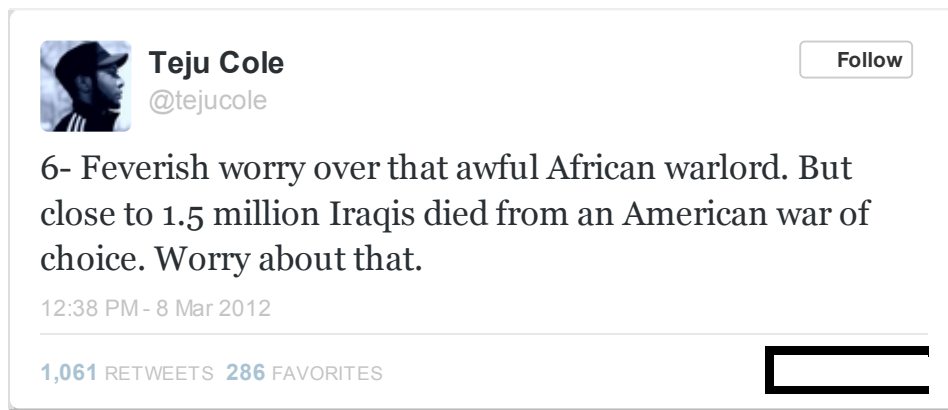 Teju Cole
Follow
@tejucole
6- Feverish worry over that awful African warlord. But
close to 1.5 million Iraqis died from an American war of
choice. Worry about that.
12:38 PM - 8 Mar 2012
1,061 RETWEETS 286 FAVORITES